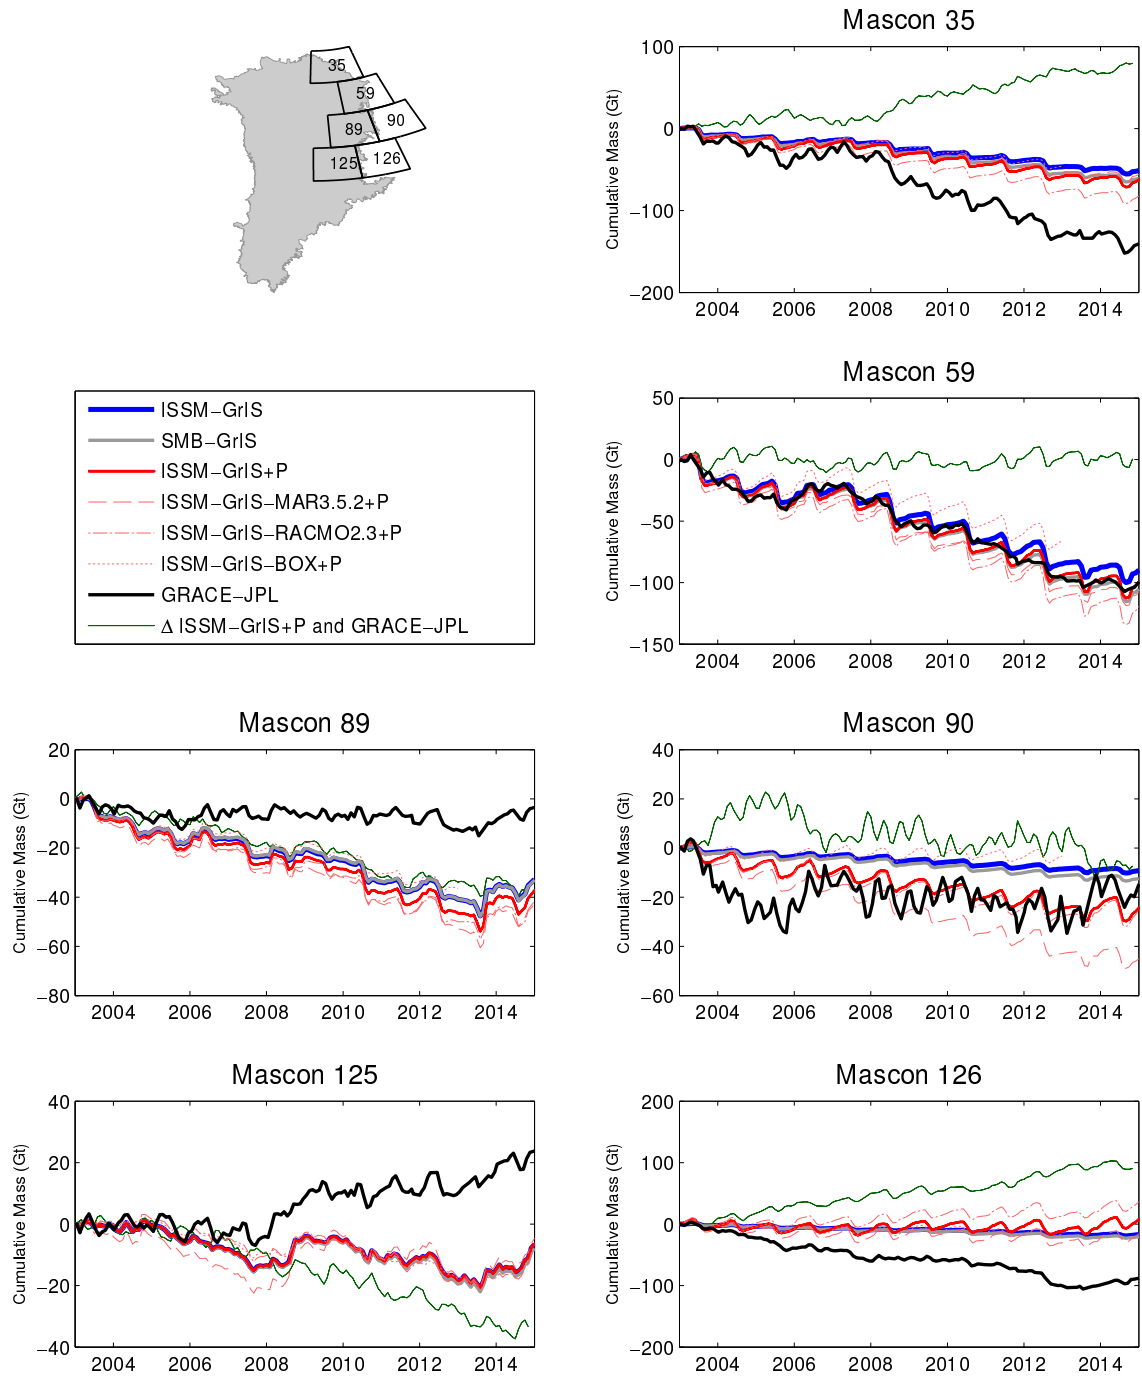 35
59
90
89
125
126
Mascon 35
100
0
−100
−200
Cumulative Mass (Gt)
2004 2006 2008 2010 2012 2014
ISSM−GrIS
SMB−GrIS
ISSM−GrIS+P
ISSM−GrIS−MAR3.5.2+P
ISSM−GrIS−RACMO2.3+P
ISSM−GrIS−BOX+P
GRACE−JPL
Δ ISSM−GrIS+P and GRACE−JPL
Mascon 59
50
0
−50
−100
−150
Cumulative Mass (Gt)
2004 2006 2008 2010 2012 2014
Mascon 89
20
0
−20
−40
−60
−80
Cumulative Mass (Gt)
2004 2006 2008 2010 2012 2014
Mascon 90
40
20
0
−20
−40
−60
Cumulative Mass (Gt)
2004 2006 2008 2010 2012 2014
Mascon 125
40
20
0
−20
−40
Cumulative Mass (Gt)
2004 2006 2008 2010 2012 2014
Mascon 126
200
100
0
−100
−200
Cumulative Mass (Gt)
2004 2006 2008 2010 2012 2014